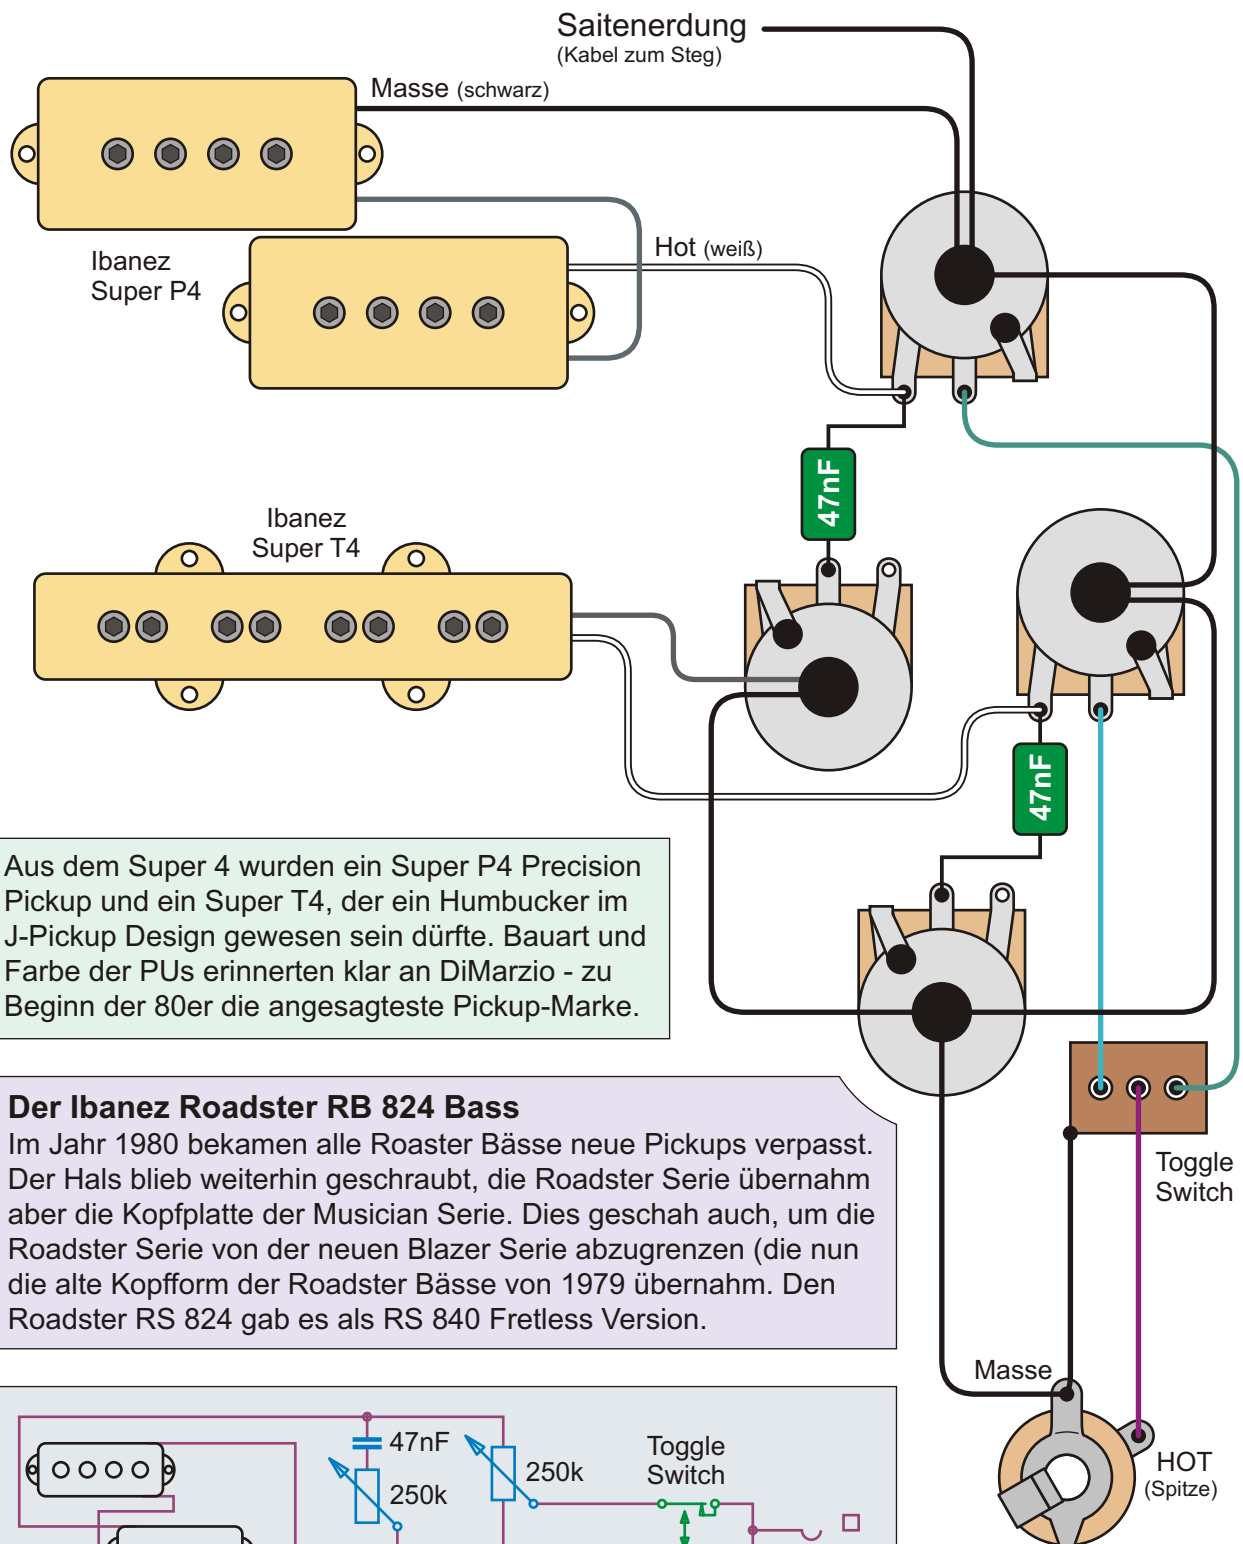 Saitenerdung
(Kabel zum Steg)
Masse (schwarz)
Hot (weiß)
Ibanez
Super P4
47nF
Ibanez
Super T4
47nF
Aus dem Super 4 wurden ein Super P4 Precision
Pickup und ein Super T4, der ein Humbucker im
J-Pickup Design gewesen sein dürfte. Bauart und
Farbe der PUs erinnerten klar an DiMarzio - zu
Beginn der 80er die angesagteste Pickup-Marke.
Der Ibanez Roadster RB 824 Bass
Im Jahr 1980 bekamen alle Roaster Bässe neue Pickups verpasst.
Der Hals blieb weiterhin geschraubt, die Roadster Serie übernahm
aber die Kopfplatte der Musician Serie. Dies geschah auch, um die
Roadster Serie von der neuen Blazer Serie abzugrenzen (die nun
die alte Kopfform der Roadster Bässe von 1979 übernahm. Den
Roadster RS 824 gab es als RS 840 Fretless Version.
Toggle
Switch
Masse
HOT
(Spitze)
47nF
250k
250k
Toggle
Switch